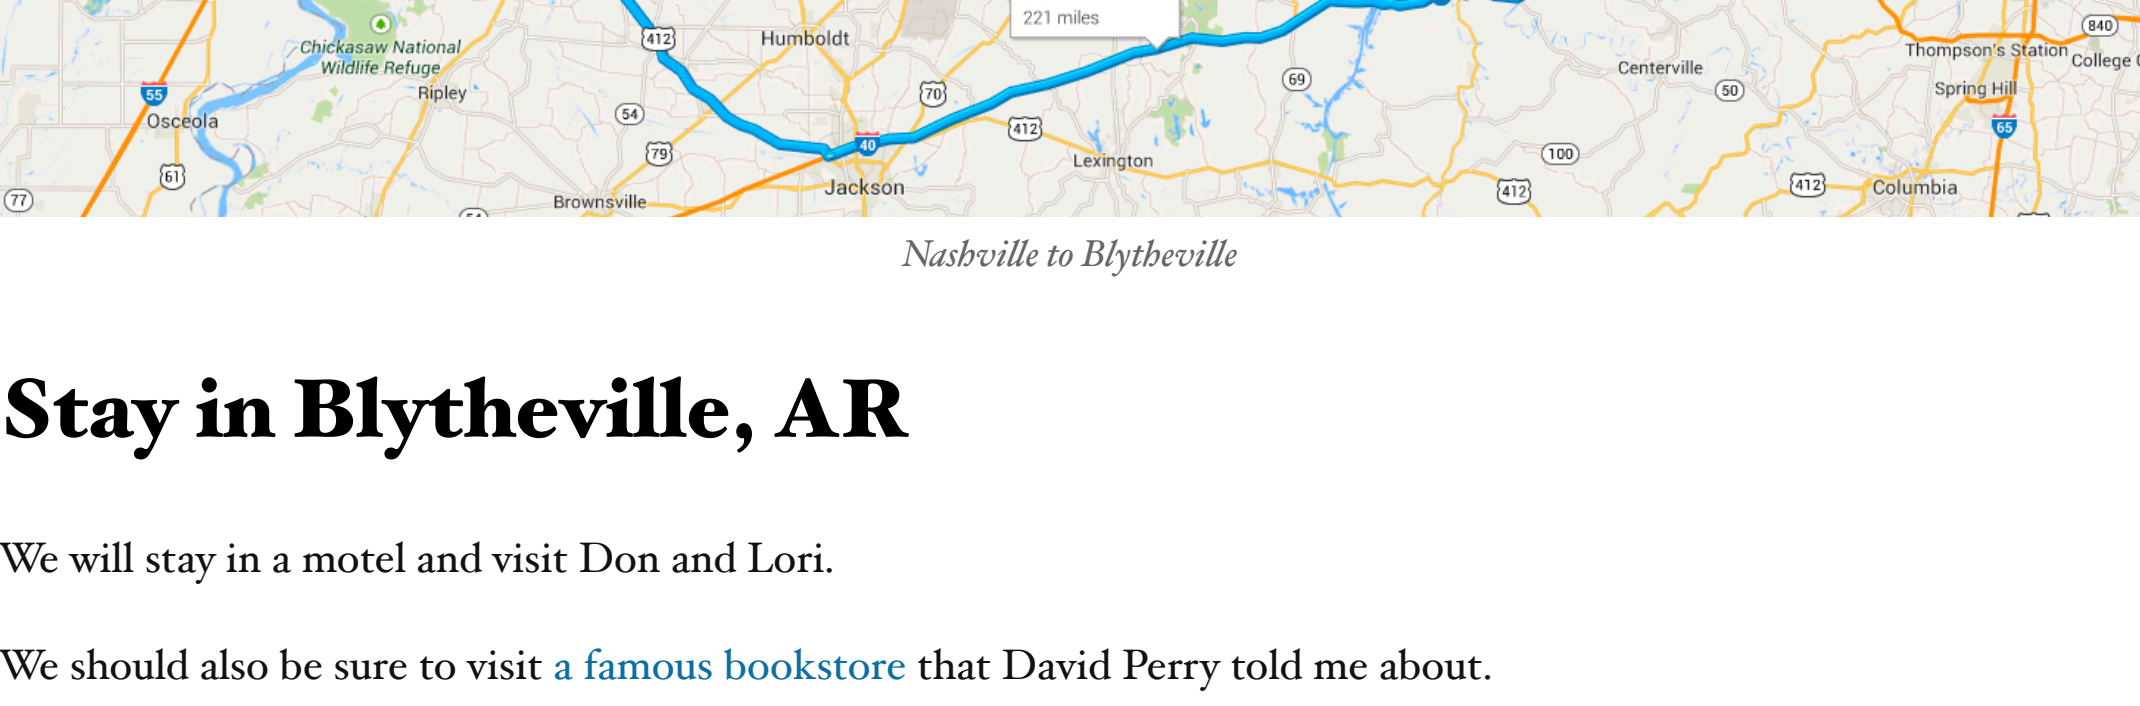 221 miles
840
412
Humboldt
Chickasaw National
Wildlife Refuge
Thompson's Station
College
Centerville
69
55
Ripley
70
50
Spring Hill
Osceola
54
412
40
65
79
Lexington
100
61
Jackson
412
412
Columbia
77
Brownsville
Nashville to Blytheville
Stay in Blytheville, AR
We will stay in a motel and visit Don and Lori.
We should also be sure to visit a famous bookstore that David Perry told me about.